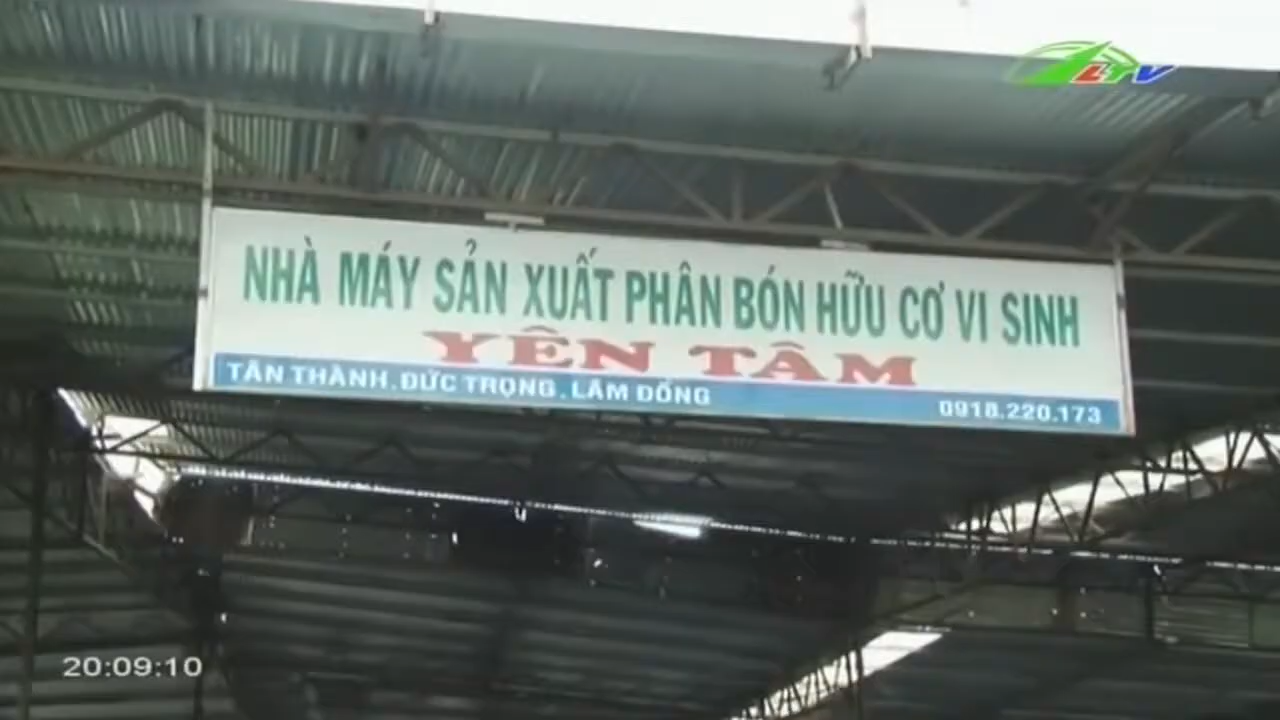 LTV
NHÀ MÁY SẢN XUẤT PHÂN BÓN HỮU CƠ VI SINH
YÊN TÂM
TÂN THÀNH. ĐỨC TRỌNG. LÂM ĐỒNG
0918.220.173
20:09:10